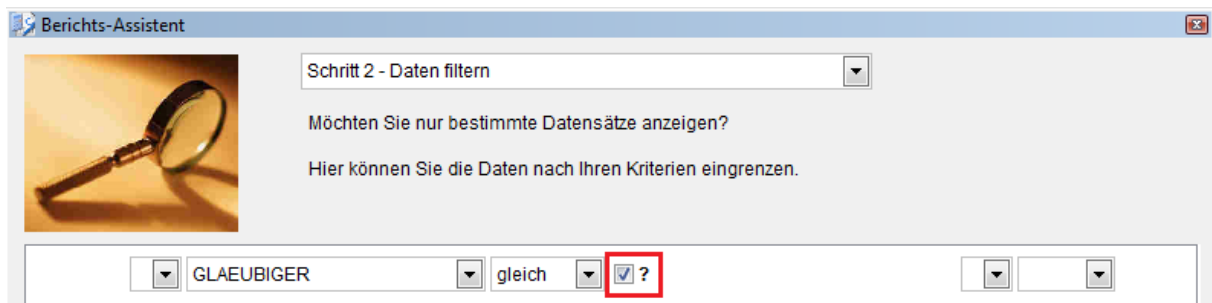 Berichts-Assistent
Schritt 2 - Daten filtern
Möchten Sie nur bestimmte Datensätze anzeigen?
Hier können Sie die Daten nach Ihren Kriterien eingrenzen.
GLAEUBIGER gleich ?